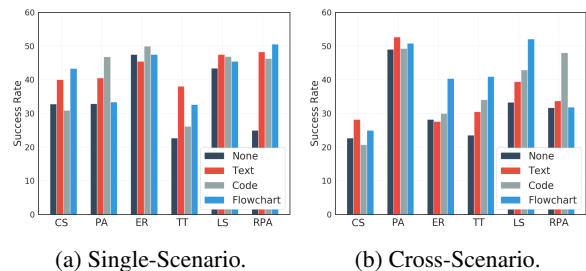 60
50
40
30
20
10
0
Success Rate
CS PA ER TT LS RPA
None
Text
Code
Flowchart
(a) Single-Scenario.
60
50
40
30
20
10
0
Success Rate
CS PA ER TT LS RPA
None
Text
Code
Flowchart
(b) Cross-Scenario.